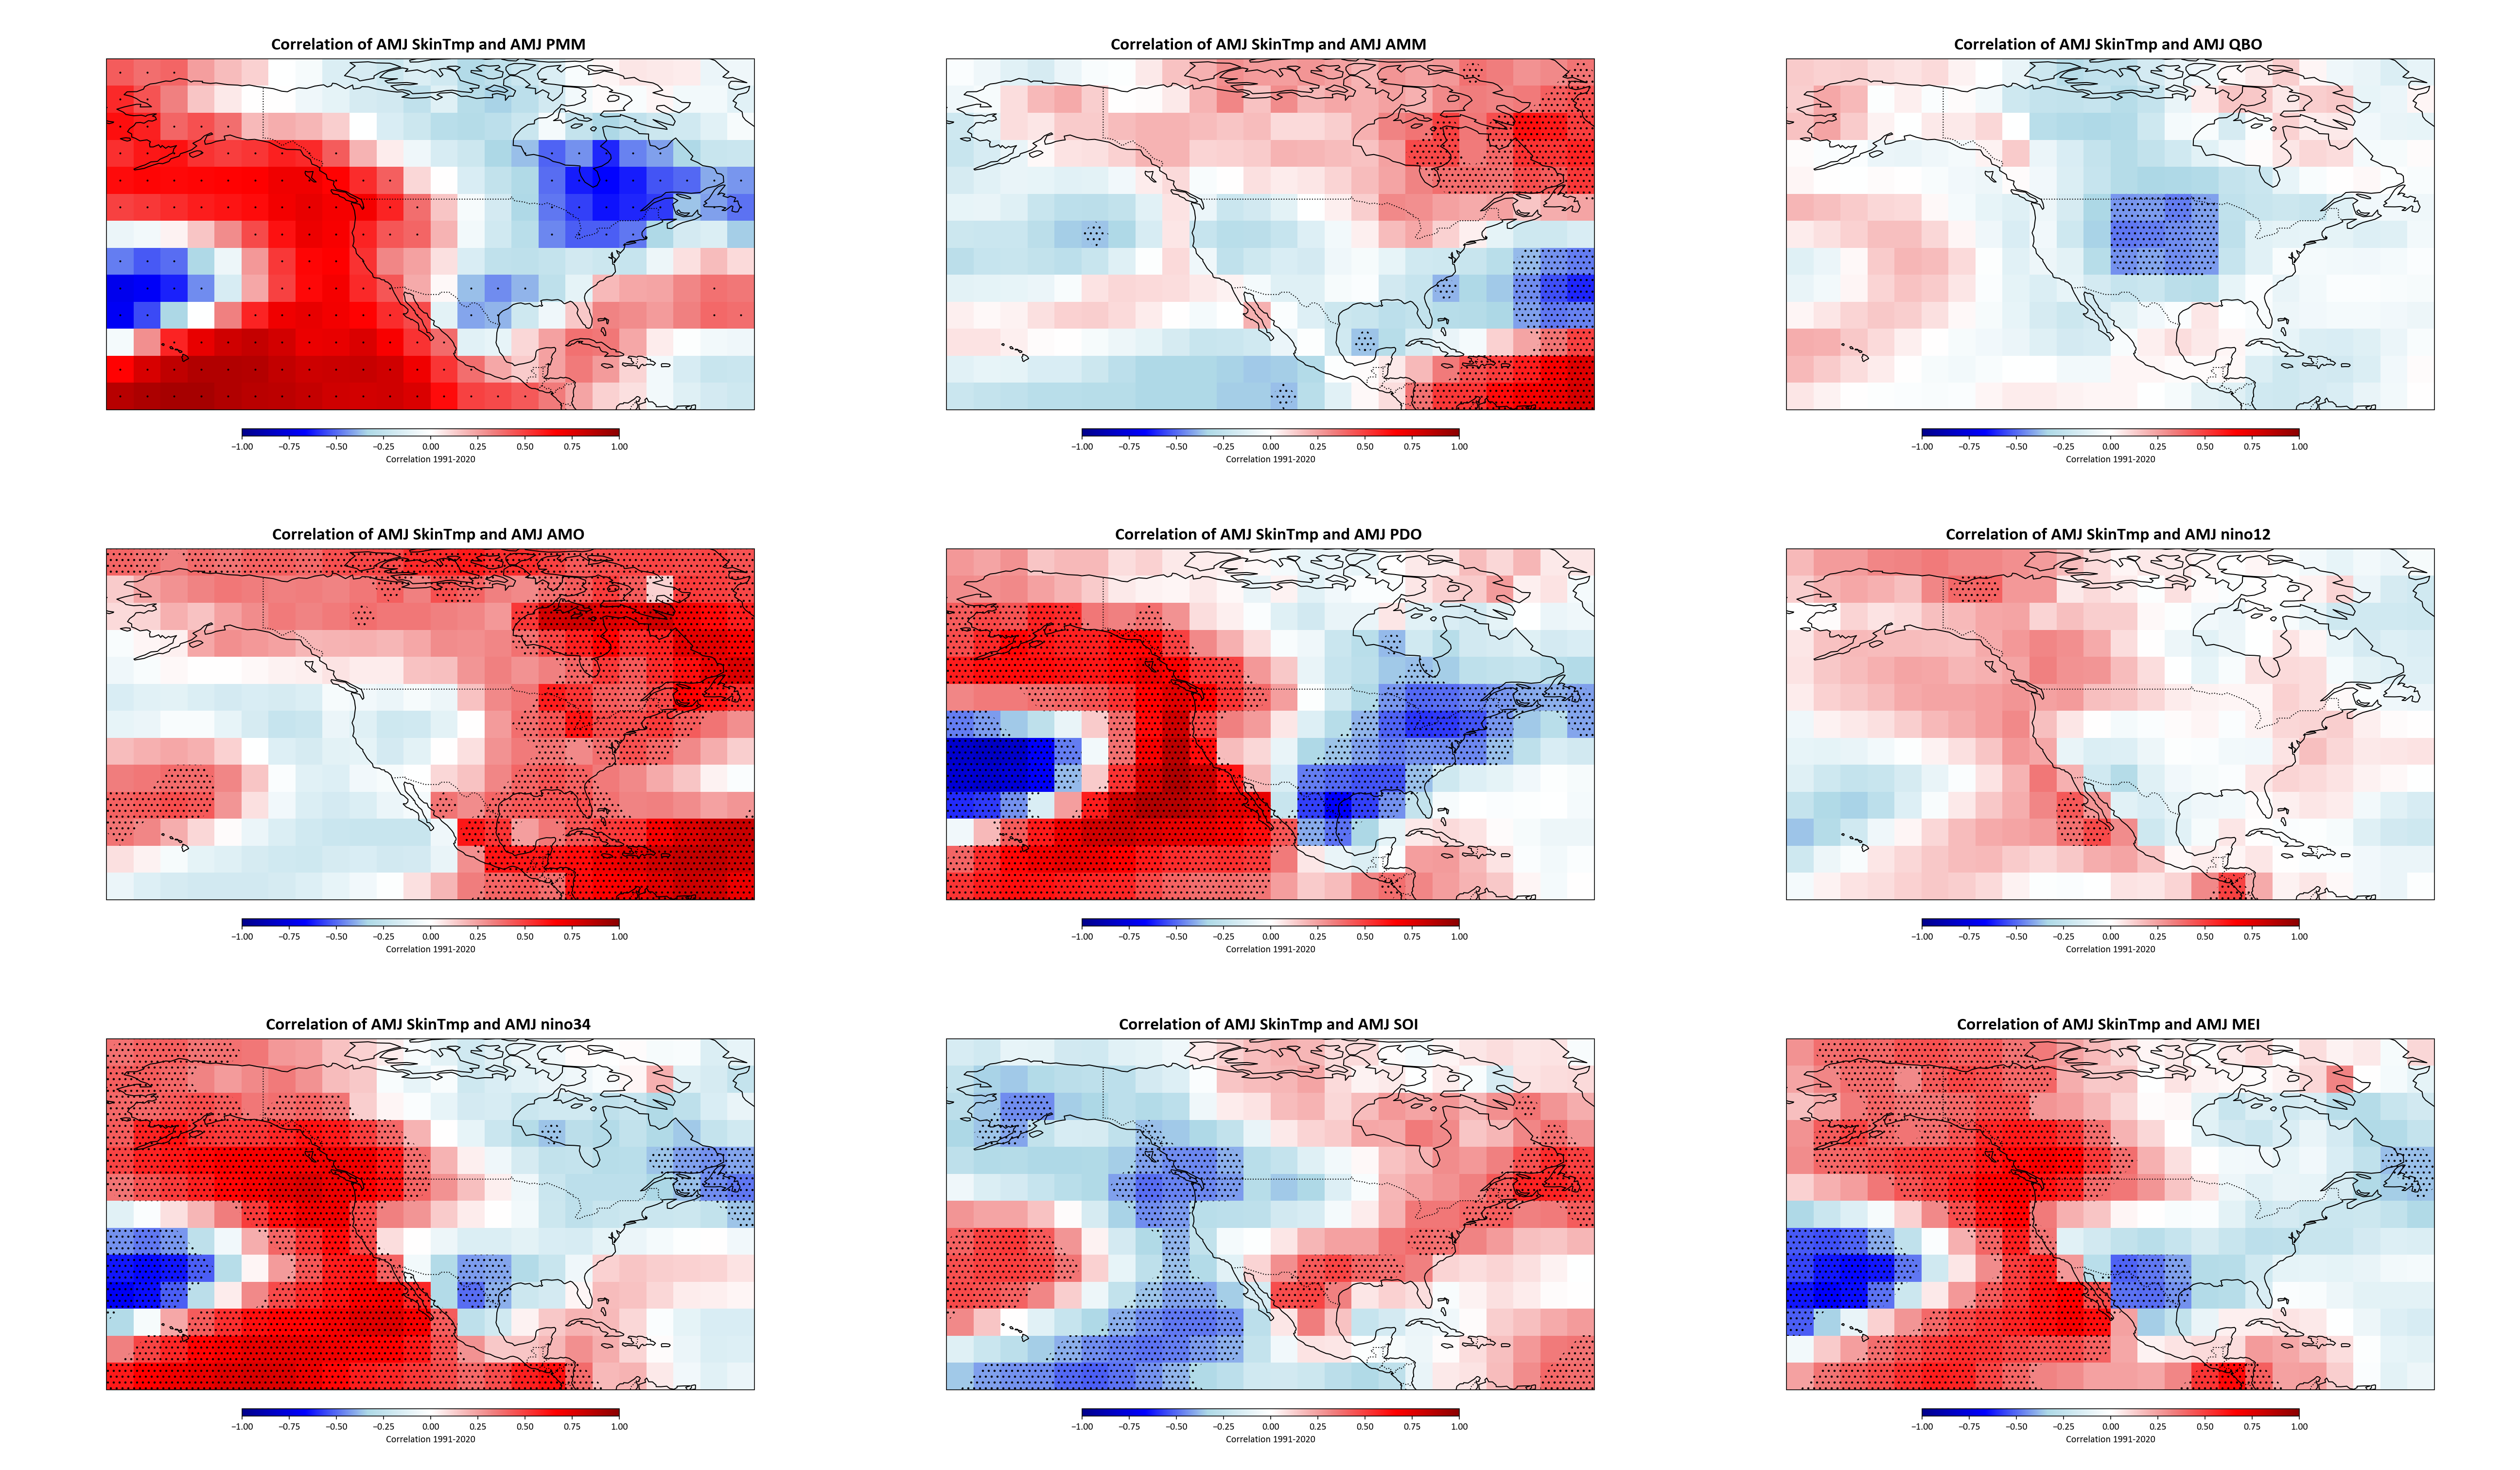 Correlation of AMJ SkinTmp and AMJ PMM
−1.00 −0.75 −0.50 −0.25 0.00 0.25 0.50 0.75 1.00
Correlation 1991-2020
Correlation of AMJ SkinTmp and AMJ AMM
−1.00 −0.75 −0.50 −0.25 0.00 0.25 0.50 0.75 1.00
Correlation 1991-2020
Correlation of AMJ SkinTmp and AMJ QBO
−1.00 −0.75 −0.50 −0.25 0.00 0.25 0.50 0.75 1.00
Correlation 1991-2020
Correlation of AMJ SkinTmp and AMJ AMO
−1.00 −0.75 −0.50 −0.25 0.00 0.25 0.50 0.75 1.00
Correlation 1991-2020
Correlation of AMJ SkinTmp and AMJ PDO
−1.00 −0.75 −0.50 −0.25 0.00 0.25 0.50 0.75 1.00
Correlation 1991-2020
Correlation of AMJ SkinTmp and AMJ nino12
−1.00 −0.75 −0.50 −0.25 0.00 0.25 0.50 0.75 1.00
Correlation 1991-2020
Correlation of AMJ SkinTmp and AMJ nino34
−1.00 −0.75 −0.50 −0.25 0.00 0.25 0.50 0.75 1.00
Correlation 1991-2020
Correlation of AMJ SkinTmp and AMJ SOI
−1.00 −0.75 −0.50 −0.25 0.00 0.25 0.50 0.75 1.00
Correlation 1991-2020
Correlation of AMJ SkinTmp and AMJ MEI
−1.00 −0.75 −0.50 −0.25 0.00 0.25 0.50 0.75 1.00
Correlation 1991-2020